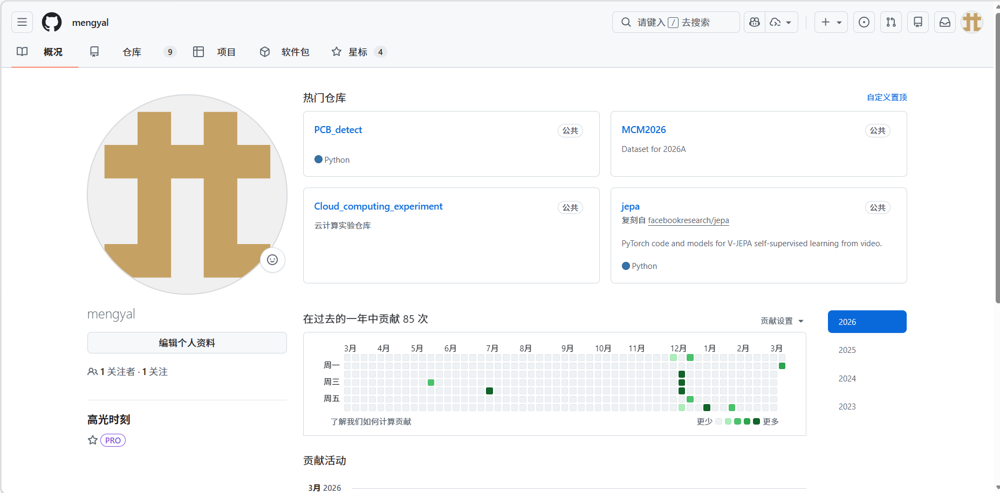 mengyal
请键入 / 去搜索
概况 仓库 9 项目 软件包 星标 4
热门仓库 自定义置顶
PCB_detect 公共
Python
MCM2026 公共
Dataset for 2026A
Cloud_computing_experiment 公共
云计算实验仓库
jepa 公共
复刻自 facebookresearch/jepa
PyTorch code and models for V-JEPA self-supervised learning from video.
Python
mengyal
编辑个人资料
1 关注者 · 1 关注
高光时刻
PRO
在过去的一年中贡献 85 次
贡献设置
3月 4月 5月 6月 7月 8月 9月 10月 11月 12月 1月 2月 3月
周一
周三
周五
了解我们如何计算贡献
更少 更多
2026
2025
2024
2023
贡献活动
3月 2026